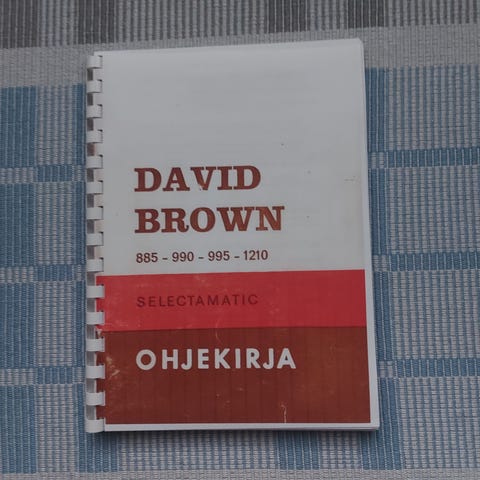 DAVID
BROWN
885 - 990 - 995 - 1210
SELECTAMATIC
OHJEKIRJA